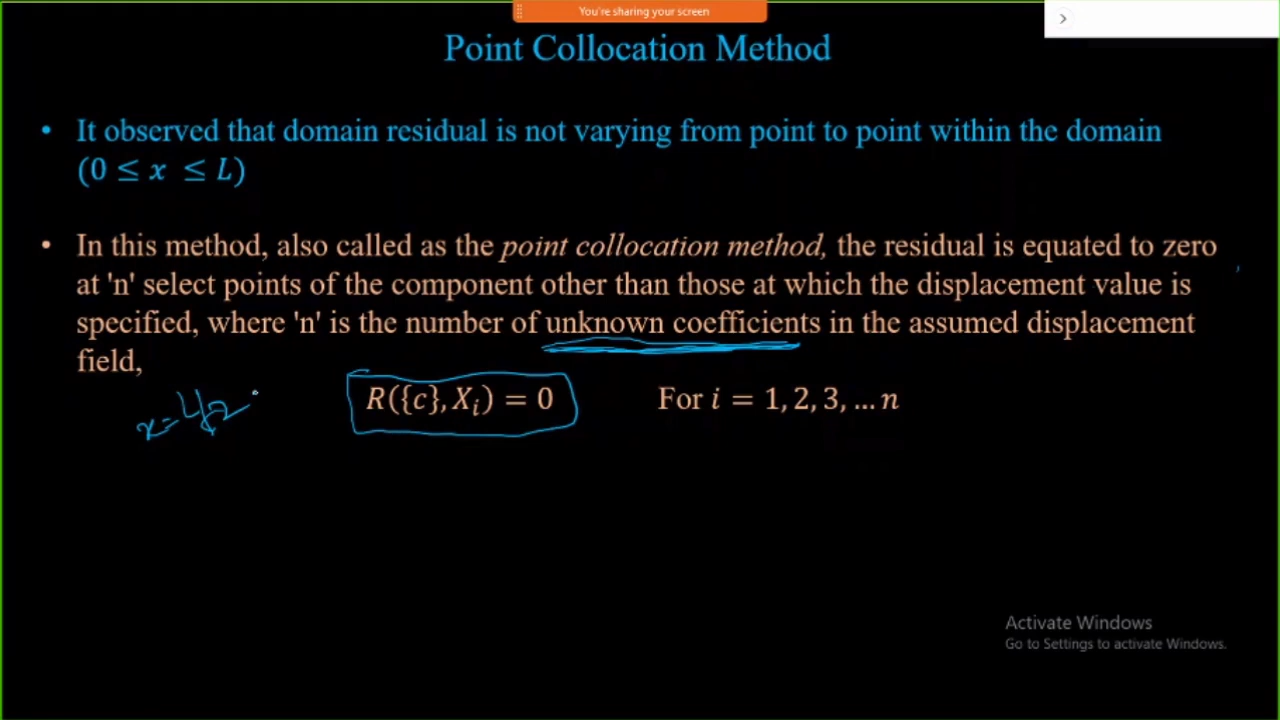 You're sharing your screen
Point Collocation Method
• It observed that domain residual is not varying from point to point within the domain
(0 ≤ x ≤ L)
• In this method, also called as the point collocation method, the residual is equated to zero
at 'n' select points of the component other than those at which the displacement value is
specified, where 'n' is the number of unknown coefficients in the assumed displacement
field,
x = L/2
R({c}, Xᵢ) = 0 For i = 1, 2, 3, … n
Activate Windows
Go to Settings to activate Windows.